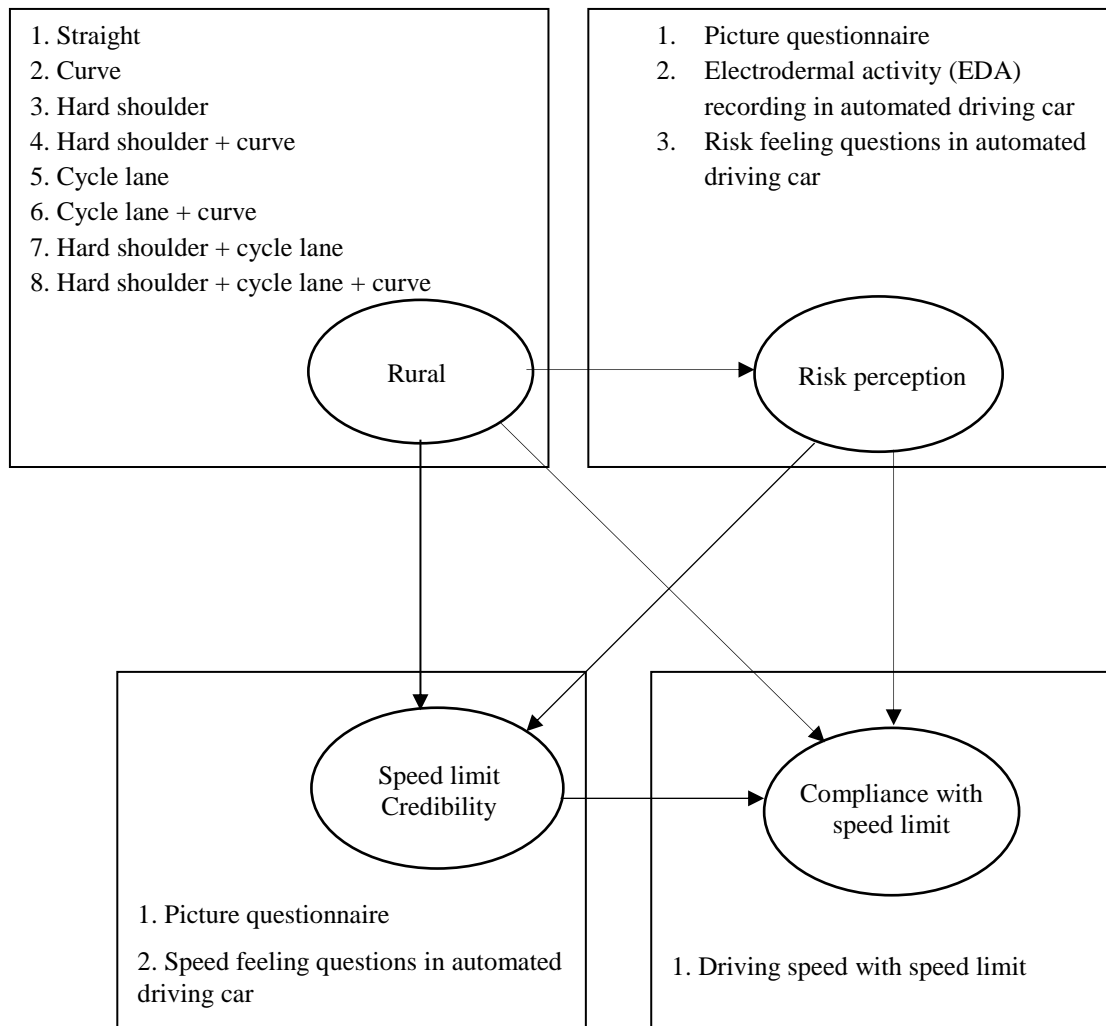 1. Straight
2. Curve
3. Hard shoulder
4. Hard shoulder + curve
5. Cycle lane
6. Cycle lane + curve
7. Hard shoulder + cycle lane
8. Hard shoulder + cycle lane + curve
Rural
1. Picture questionnaire
2. Electrodermal activity (EDA)
recording in automated driving car
3. Risk feeling questions in automated
driving car
Risk perception
Speed limit
Credibility
1. Picture questionnaire
2. Speed feeling questions in automated
driving car
Compliance with
speed limit
1. Driving speed with speed limit